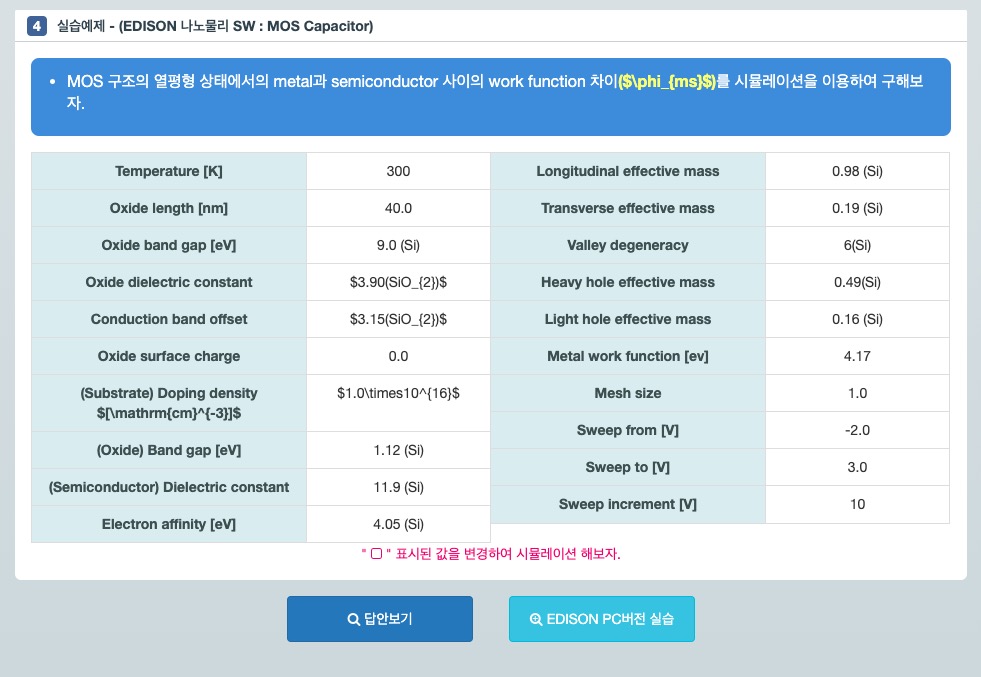 4 실습예제 - (EDISON 나노물리 SW : MOS Capacitor)
• MOS 구조의 열평형 상태에서의 metal과 semiconductor 사이의 work function 차이($\phi_{ms}$)를 시뮬레이션을 이용하여 구해보
자.
Temperature [K] 300 Longitudinal effective mass 0.98 (Si)
Oxide length [nm] 40.0 Transverse effective mass 0.19 (Si)
Oxide band gap [eV] 9.0 (Si) Valley degeneracy 6(Si)
Oxide dielectric constant $3.90(SiO_{2})$ Heavy hole effective mass 0.49(Si)
Conduction band offset $3.15(SiO_{2})$ Light hole effective mass 0.16 (Si)
Oxide surface charge 0.0 Metal work function [ev] 4.17
(Substrate) Doping density $1.0\times10^{16}$ Mesh size 1.0
$[\mathrm{cm}^{-3}]$
Sweep from [V] -2.0
(Oxide) Band gap [eV] 1.12 (Si) Sweep to [V] 3.0
(Semiconductor) Dielectric constant 11.9 (Si) Sweep increment [V] 10
Electron affinity [eV] 4.05 (Si)
" ▢ " 표시된 값을 변경하여 시뮬레이션 해보자.
답안보기 EDISON PC버전 실습